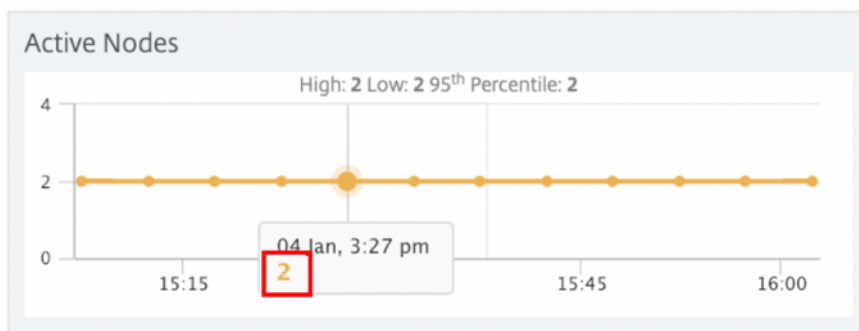 Active Nodes
High: 2 Low: 2 95th Percentile: 2
4
2
0
04 Jan, 3:27 pm
2
15:15 15:45 16:00